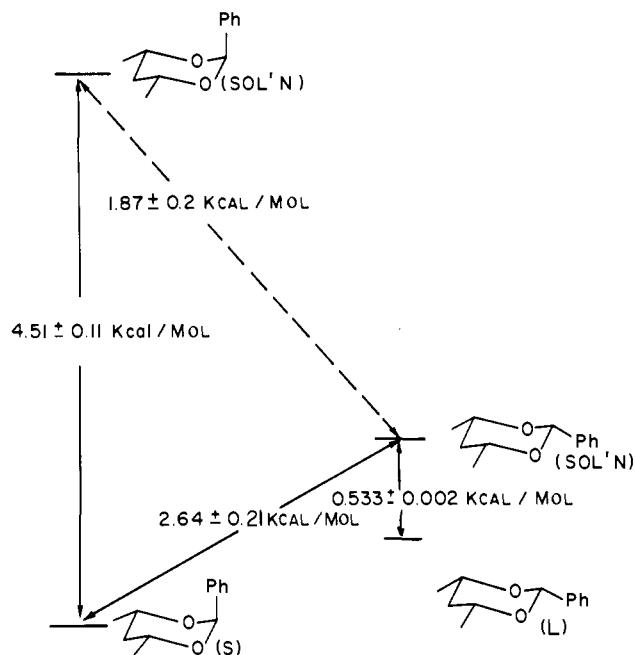 Ph
O
O (SOL'N)
1.87 ± 0.2 KCAL / MOL
4.51 ± 0.11 Kcal / MOL
O
O
Ph
(SOL'N)
0.533 ± 0.002 KCAL / MOL
2.64 ± 0.21 KCAL/MOL
Ph
O
O
(S)
O
O
Ph
(L)